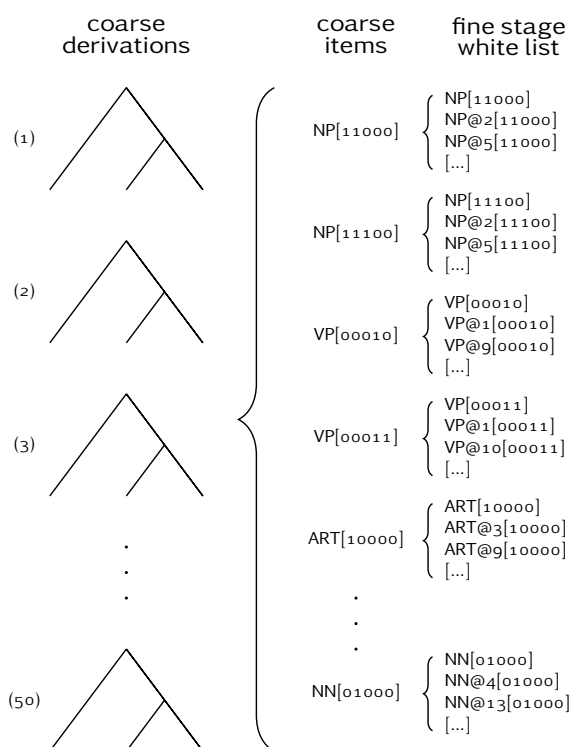 coarse derivations
coarse items
fine stage white list
(1)
NP[11000]
NP[11000]
NP@2[11000]
NP@5[11000]
[...]
NP[11100]
NP[11100]
NP@2[11100]
NP@5[11100]
[...]
(2)
VP[00010]
VP[00010]
VP@1[00010]
VP@9[00010]
[...]
(3)
VP[00011]
VP[00011]
VP@1[00011]
VP@10[00011]
[...]
ART[10000]
ART[10000]
ART@3[10000]
ART@9[10000]
[...]
(50)
NN[01000]
NN[01000]
NN@4[01000]
NN@13[01000]
[...]